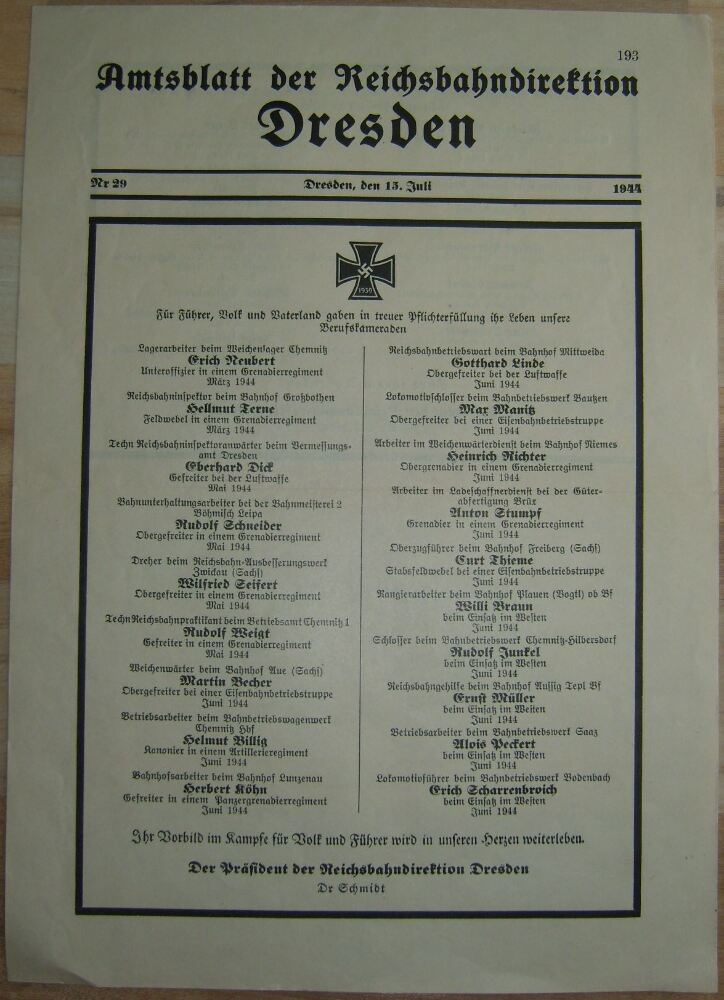 193
Amtsblatt der Reichsbahndirektion
Dresden
Nr 29 Dresden, den 15. Juli 1944
1939
Für Führer, Volk und Vaterland gaben in treuer Pflichterfüllung ihr Leben unsere
Berufskameraden
Lagerarbeiter beim Weichenlager Chemnitz
Erich Neubert
Unteroffizier in einem Grenadierregiment
März 1944
Reichsbahninspektor beim Bahnhof Großbothen
Hellmut Terne
Feldwebel in einem Grenadierregiment
März 1944
Techn Reichsbahninspektoranwärter beim Vermessungs-
amt Dresden
Eberhard Dick
Gefreiter bei der Luftwaffe
Mai 1944
Bahnunterhaltungsarbeiter bei der Bahnmeisterei 2
Böhmisch Leipa
Rudolf Schneider
Obergefreiter in einem Grenadierregiment
Mai 1944
Dreher beim Reichsbahn-Ausbesserungswerk
Zwickau (Sachs)
Wilfried Seifert
Obergefreiter in einem Grenadierregiment
Mai 1944
Techn Reichsbahnpraktikant beim Betriebsamt Chemnitz 1
Rudolf Weigt
Gefreiter in einem Grenadierregiment
Mai 1944
Weichenwärter beim Bahnhof Aue (Sachs)
Martin Becher
Obergefreiter bei einer Eisenbahnbetriebstruppe
Juni 1944
Betriebsarbeiter beim Bahnbetriebswagenwerk
Chemnitz Hbf
Helmut Billig
Kanonier in einem Artillerieregiment
Juni 1944
Bahnhofsarbeiter beim Bahnhof Lunzenau
Herbert Köhn
Gefreiter in einem Panzergrenadierregiment
Juni 1944
Reichsbahnbetriebswart beim Bahnhof Mittweida
Gotthard Linde
Obergefreiter bei der Luftwaffe
Juni 1944
Lokomotivschlosser beim Bahnbetriebswerk Bautzen
Max Manitz
Obergefreiter bei einer Eisenbahnbetriebstruppe
Juni 1944
Arbeiter im Weichenwärterdienst beim Bahnhof Niemes
Heinrich Richter
Obergrenadier in einem Grenadierregiment
Juni 1944
Arbeiter im Ladeschaffnerdienst bei der Güter-
abfertigung Brüx
Anton Stumpf
Grenadier in einem Grenadierregiment
Juni 1944
Oberzugführer beim Bahnhof Freiberg (Sachs)
Curt Thieme
Stabsfeldwebel bei einer Eisenbahnbetriebstruppe
Juni 1944
Rangierarbeiter beim Bahnhof Plauen (Vogtl) ob Bf
Willi Braun
beim Einsatz im Westen
Juni 1944
Schlosser beim Bahnbetriebswerk Chemnitz-Hilbersdorf
Rudolf Junkel
beim Einsatz im Westen
Juni 1944
Reichsbahngehilfe beim Bahnhof Aussig Tepl Bf
Ernst Müller
beim Einsatz im Westen
Juni 1944
Betriebsarbeiter beim Bahnbetriebswerk Saaz
Alois Peckert
beim Einsatz im Westen
Juni 1944
Lokomotivführer beim Bahnbetriebswerk Bodenbach
Erich Scharrenbroich
beim Einsatz im Westen
Juni 1944
Ihr Vorbild im Kampfe für Volk und Führer wird in unseren Herzen weiterleben.
Der Präsident der Reichsbahndirektion Dresden
Dr Schmidt